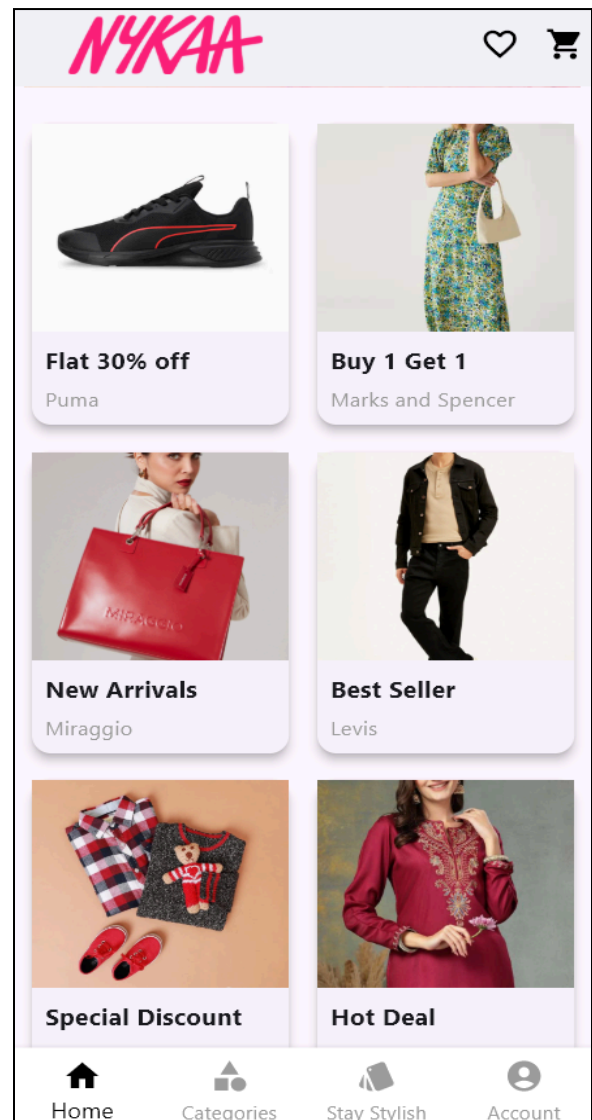 NYKAA
Flat 30% off
Puma
Buy 1 Get 1
Marks and Spencer
MIRAGGIO
New Arrivals
Miraggio
Best Seller
Levis
Special Discount
Hot Deal
Home
Categories
Stay Stylish
Account